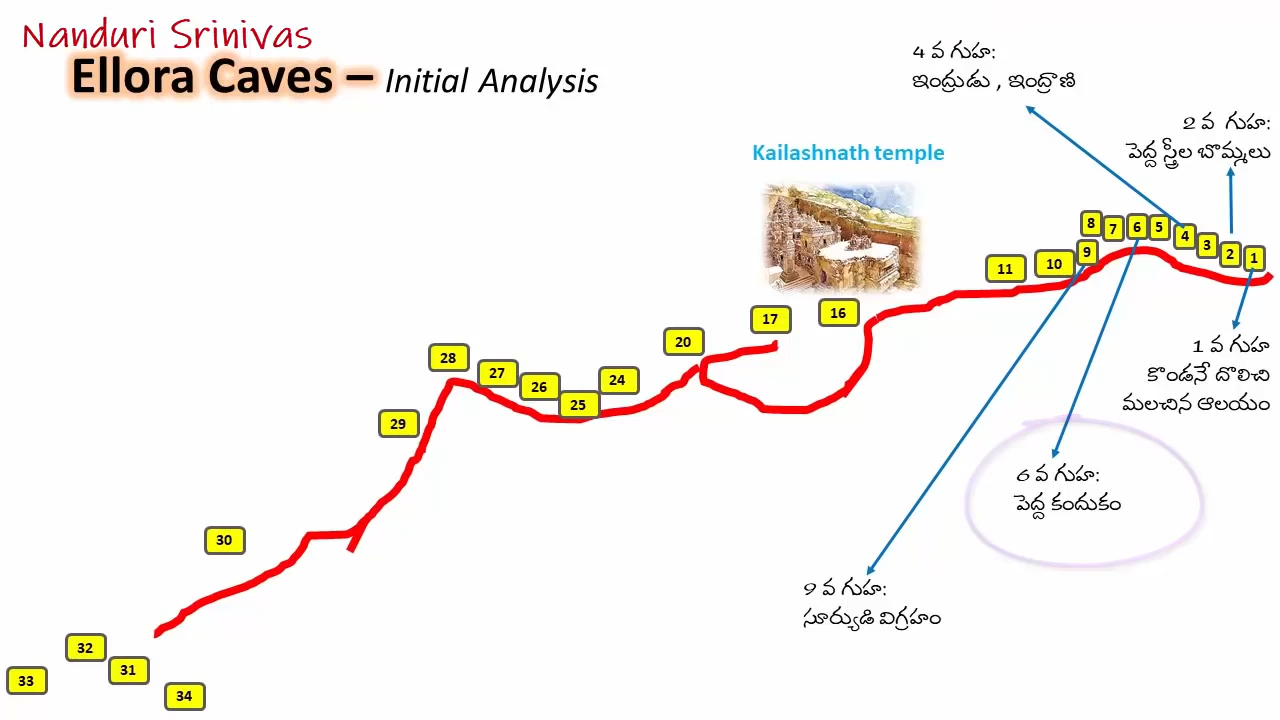 Nanduri Srinivas
Ellora Caves – Initial Analysis
4 వ గుహ:
ఇంద్రుడు , ఇంద్రాణి
2 వ గుహ:
పెద్ద స్త్రీల బొమ్మలు
Kailashnath temple
8
7
6
5
4
3
2
1
9
10
11
16
17
20
24
25
26
27
28
29
1 వ గుహ
కొండనే దొలిచి
మలచిన ఆలయం
6 వ గుహ:
పెద్ద కందుకం
30
9 వ గుహ:
సూర్యుడి విగ్రహం
32
31
33
34